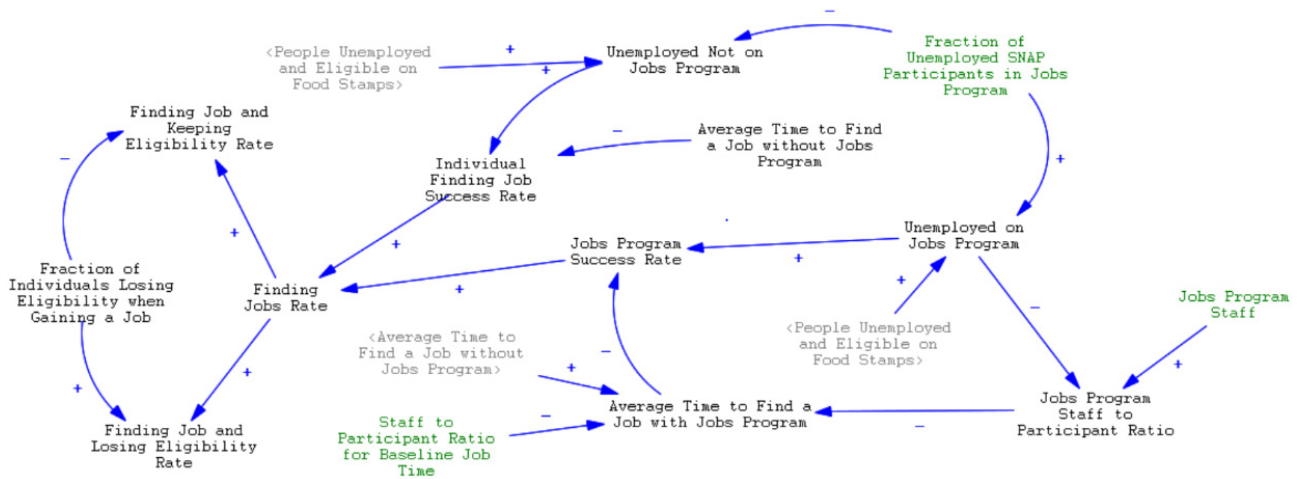 −
<People Unemployed
and Eligible on
Food Stamps>
+
+
Unemployed Not on
Jobs Program
Fraction of
Unemployed SNAP
Participants in Jobs
Program
Finding Job and
Keeping
Eligibility Rate
−
−
Average Time to Find
a Job without Jobs
Program
+
Individual
Finding Job
Success Rate
Unemployed on
Jobs Program
+
+
Jobs Program
Success Rate
+
+
Fraction of
Individuals Losing
Eligibility when
Gaining a Job
Finding
Jobs Rate
+
−
Jobs Program
Staff
<People Unemployed
and Eligible on
Food Stamps>
<Average Time to
Find a Job without
Jobs Program>
−
+
+
+
+
Average Time to Find a
Job with Jobs Program
−
−
Jobs Program
Staff to
Participant Ratio
Staff to
Participant Ratio
for Baseline Job
Time
Finding Job and
Losing Eligibility
Rate